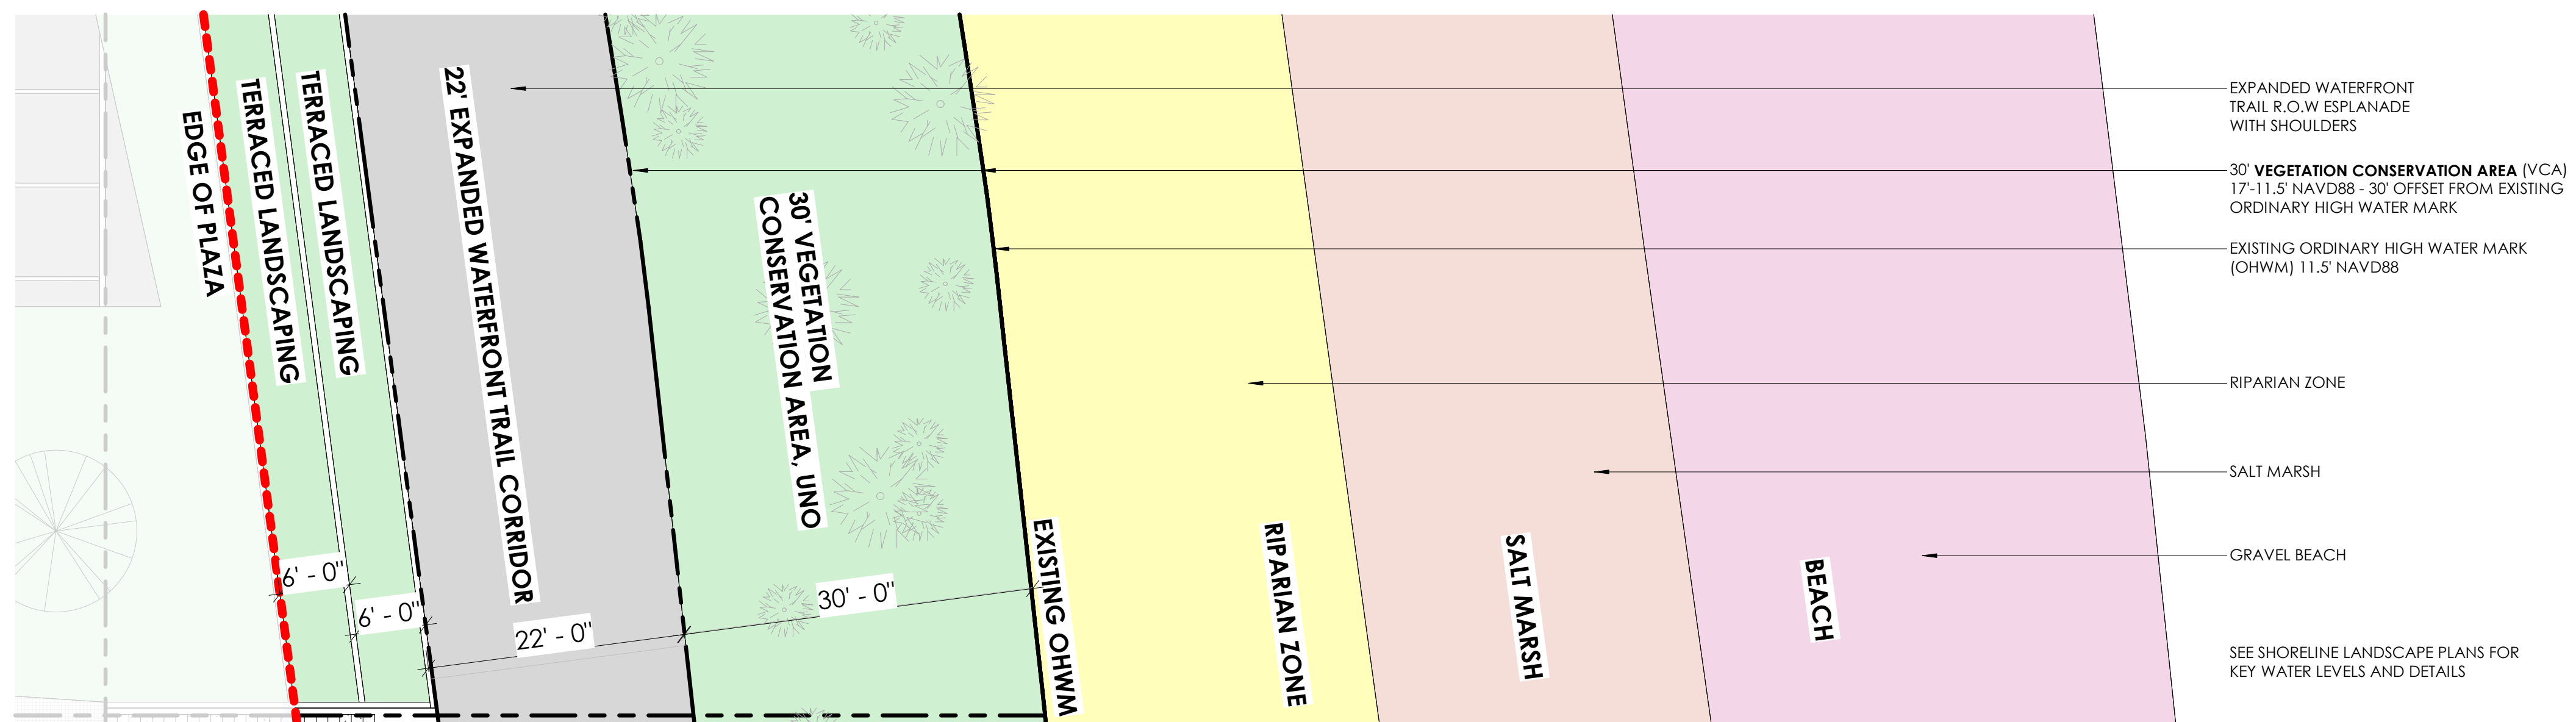 EDGE OF PLAZA
TERRACED LANDSCAPING
TERRACED LANDSCAPING
22' EXPANDED WATERFRONT TRAIL CORRIDOR
30' VEGETATION
CONSERVATION AREA, UNO
EXISTING OHWM
RIPARIAN ZONE
SALT MARSH
BEACH
6' - 0"
6' - 0"
22' - 0"
30' - 0"
EXPANDED WATERFRONT
TRAIL R.O.W ESPLANADE
WITH SHOULDERS
30' VEGETATION CONSERVATION AREA (VCA)
17'-11.5' NAVD88 - 30' OFFSET FROM EXISTING
ORDINARY HIGH WATER MARK
EXISTING ORDINARY HIGH WATER MARK
(OHWM) 11.5' NAVD88
RIPARIAN ZONE
SALT MARSH
GRAVEL BEACH
SEE SHORELINE LANDSCAPE PLANS FOR
KEY WATER LEVELS AND DETAILS